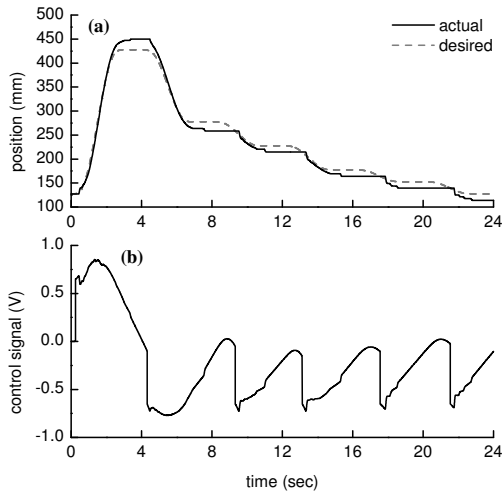 (a)
actual
desired
position (mm)
450
400
350
300
250
200
150
100
0 4 8 12 16 20 24
(b)
control signal (V)
1.0
0.5
0.0
-0.5
-1.0
0 4 8 12 16 20 24
time (sec)